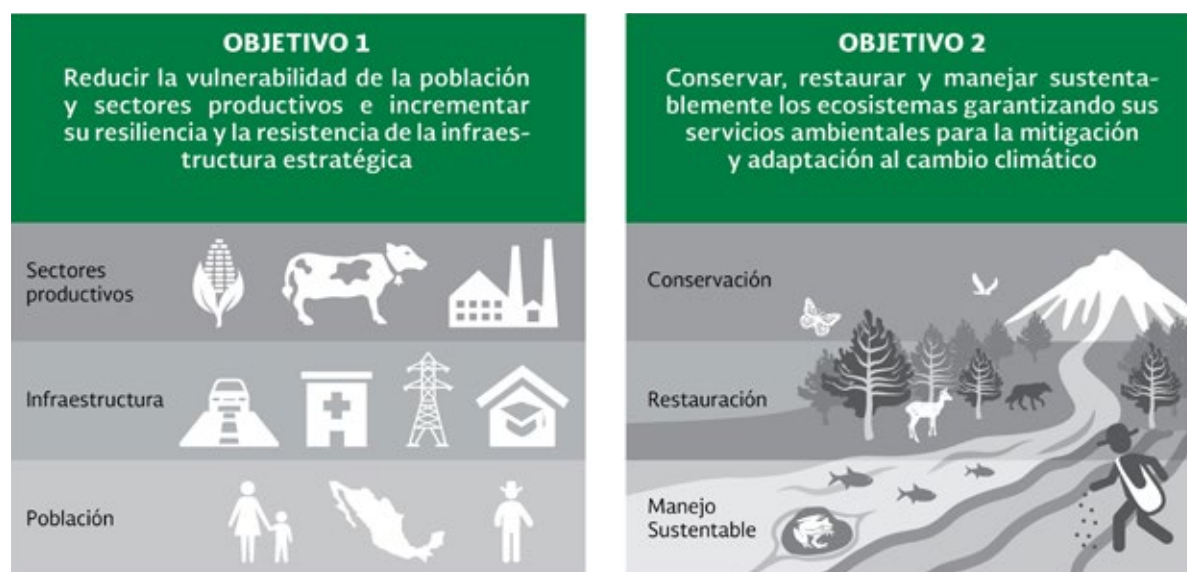 OBJETIVO 1
Reducir la vulnerabilidad de la población
y sectores productivos e incrementar
su resiliencia y la resistencia de la infraes-
tructura estratégica
Sectores
productivos
Infraestructura
Población
OBJETIVO 2
Conservar, restaurar y manejar sustenta-
blemente los ecosistemas garantizando sus
servicios ambientales para la mitigación
y adaptación al cambio climático
Conservación
Restauración
Manejo
Sustentable